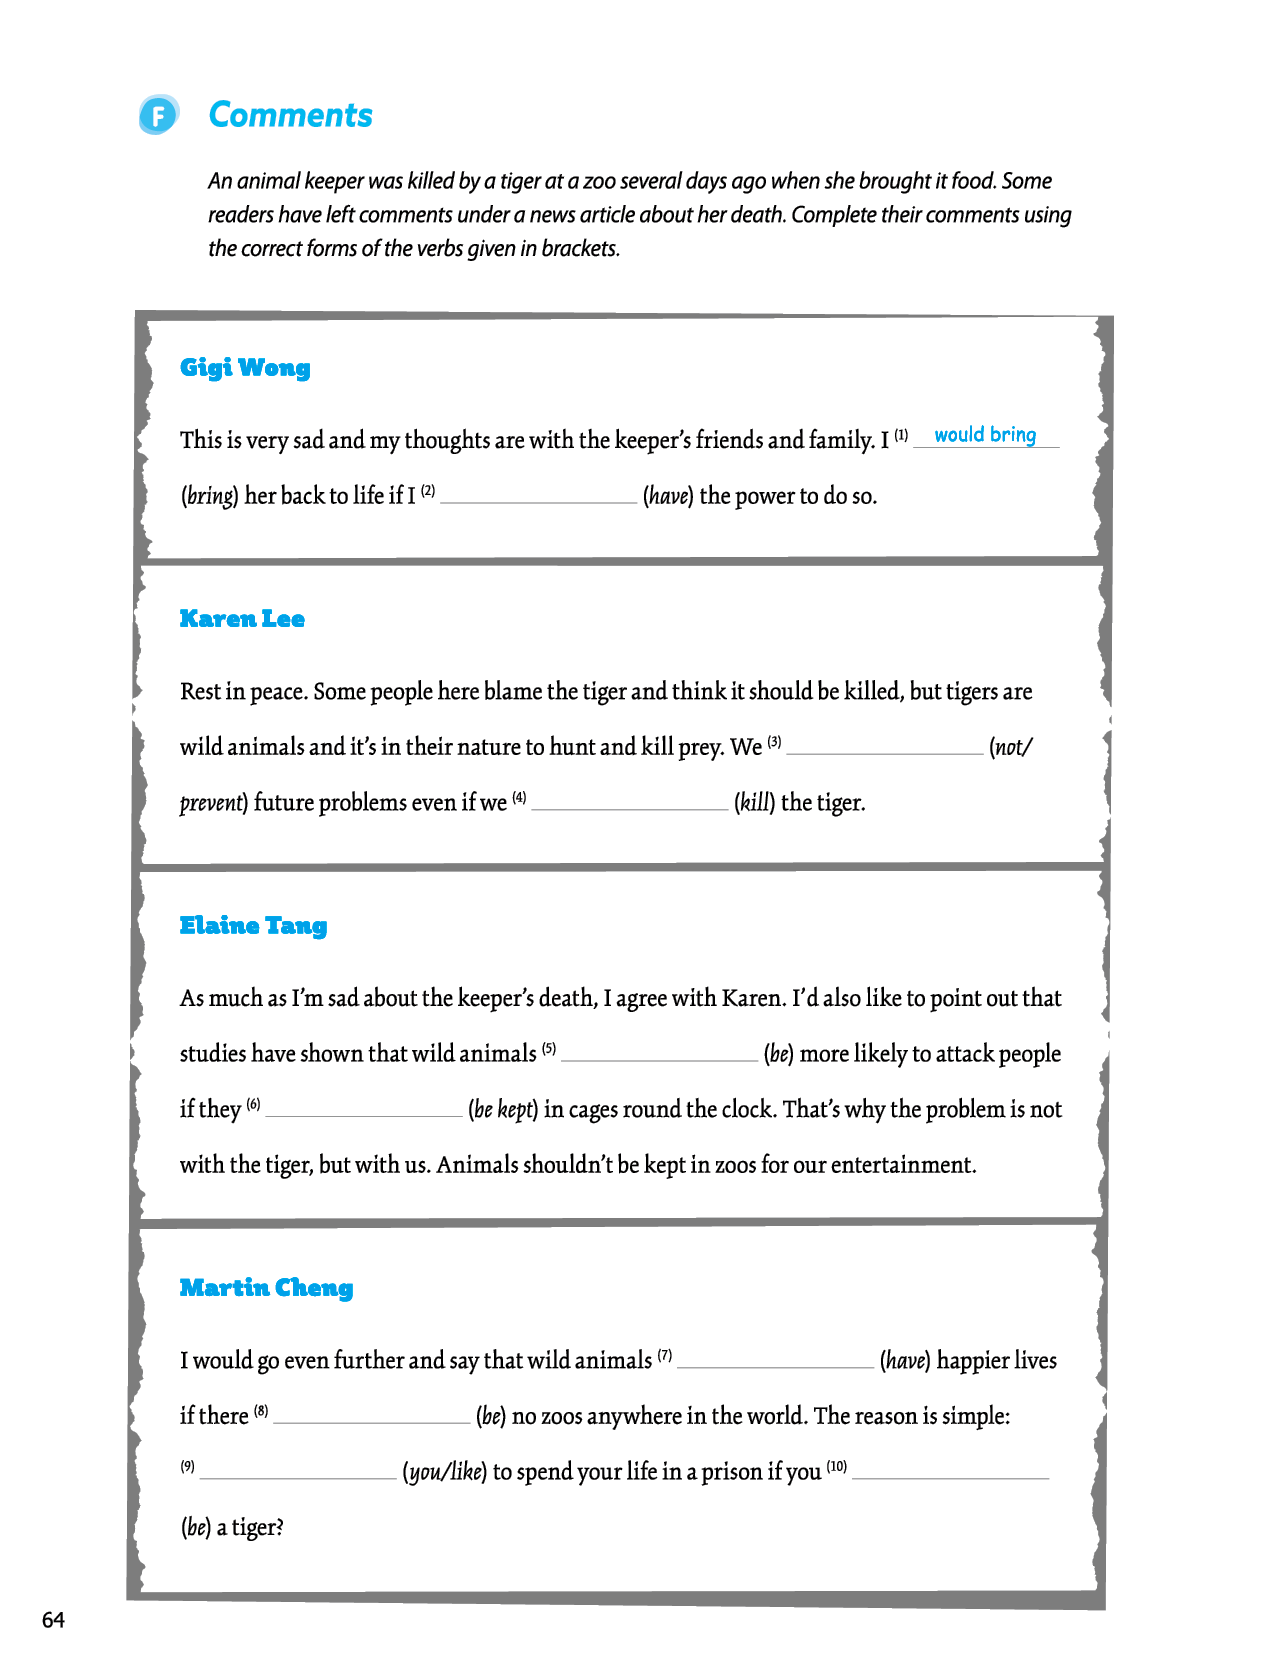 F Comments
An animal keeper was killed by a tiger at a zoo several days ago when she brought it food. Some
readers have left comments under a news article about her death. Complete their comments using
the correct forms of the verbs given in brackets.
Gigi Wong
This is very sad and my thoughts are with the keeper’s friends and family. I (1) would bring
(bring) her back to life if I (2) ____________ (have) the power to do so.
Karen Lee
Rest in peace. Some people here blame the tiger and think it should be killed, but tigers are
wild animals and it’s in their nature to hunt and kill prey. We (3) ____________ (not/
prevent) future problems even if we (4) ____________ (kill) the tiger.
Elaine Tang
As much as I’m sad about the keeper’s death, I agree with Karen. I’d also like to point out that
studies have shown that wild animals (5) ____________ (be) more likely to attack people
if they (6) ____________ (be kept) in cages round the clock. That’s why the problem is not
with the tiger, but with us. Animals shouldn’t be kept in zoos for our entertainment.
Martin Cheng
I would go even further and say that wild animals (7) ____________ (have) happier lives
if there (8) ____________ (be) no zoos anywhere in the world. The reason is simple:
(9) ____________ (you/like) to spend your life in a prison if you (10) ____________
(be) a tiger?
64